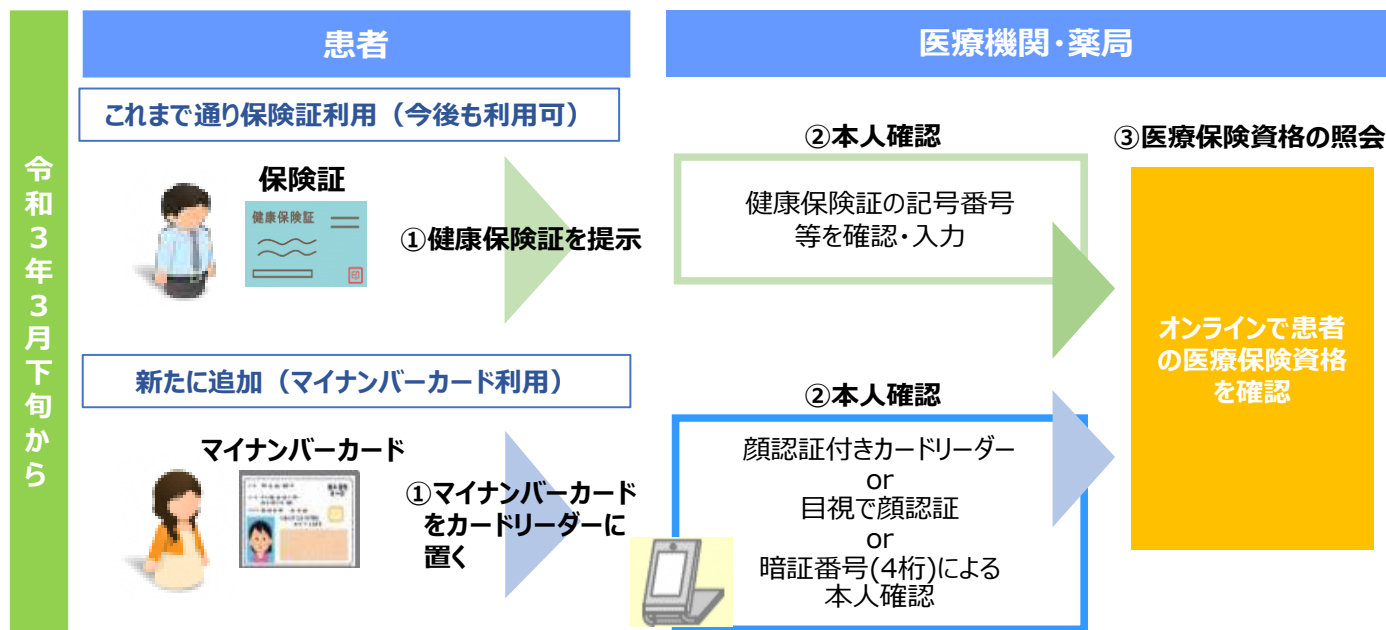 令和3年3月下旬から
患者
医療機関・薬局
これまで通り保険証利用（今後も利用可）
保険証
健康保険証
印
①健康保険証を提示
②本人確認
健康保険証の記号番号
等を確認・入力
③医療保険資格の照会
オンラインで患者
の医療保険資格
を確認
新たに追加（マイナンバーカード利用）
マイナンバーカード
①マイナンバーカード
をカードリーダーに
置く
②本人確認
顔認証付きカードリーダー
or
目視で顔認証
or
暗証番号(4桁)による
本人確認